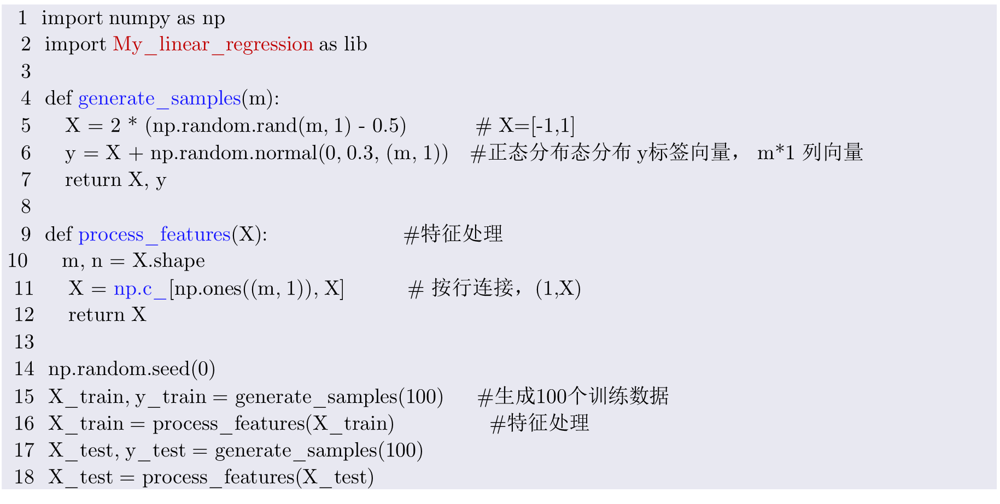 1 import numpy as np
2 import My_linear_regression as lib
3
4 def generate_samples(m):
5 X = 2 * (np.random.rand(m, 1) - 0.5) # X=[-1,1]
6 y = X + np.random.normal(0, 0.3, (m, 1)) #正态分布态分布 y标签向量， m*1 列向量
7 return X, y
8
9 def process_features(X): #特征处理
10 m, n = X.shape
11 X = np.c_[np.ones((m, 1)), X] # 按行连接，(1,X)
12 return X
13
14 np.random.seed(0)
15 X_train, y_train = generate_samples(100) #生成100个训练数据
16 X_train = process_features(X_train) #特征处理
17 X_test, y_test = generate_samples(100)
18 X_test = process_features(X_test)